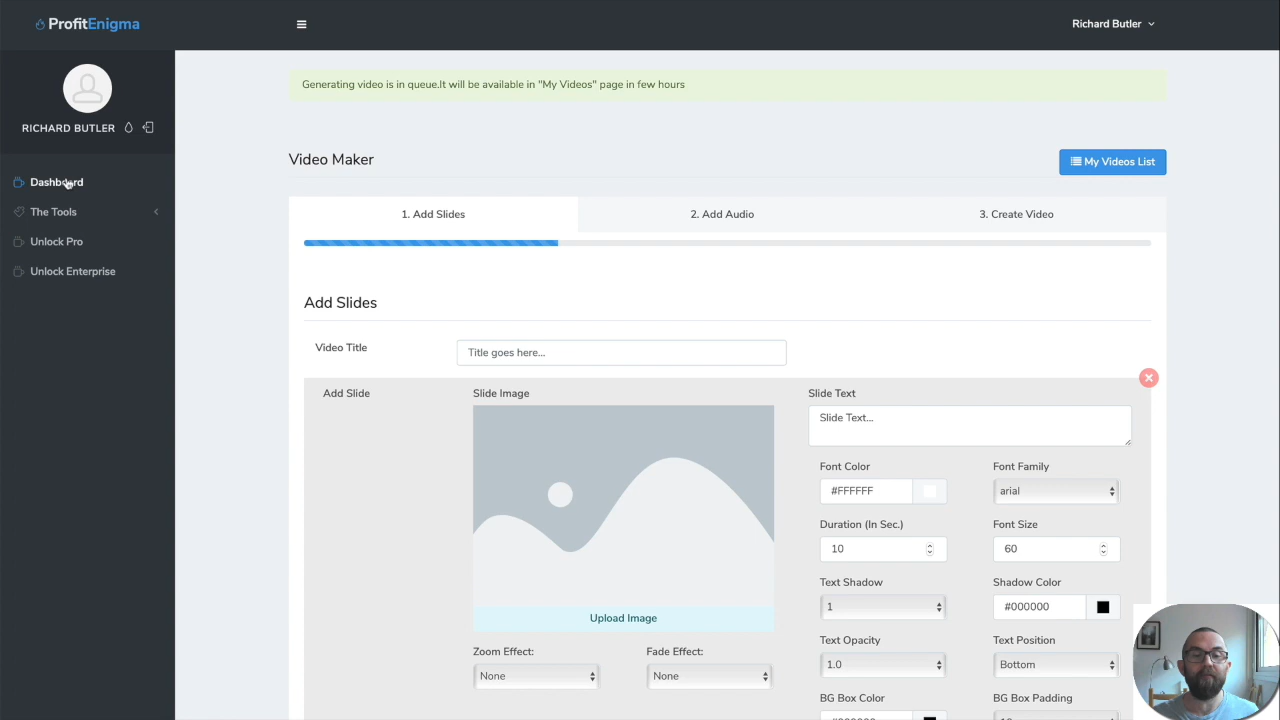 ProfitEnigma
Richard Butler
RICHARD BUTLER
Dashboard
The Tools
Unlock Pro
Unlock Enterprise
Generating video is in queue.It will be available in "My Videos" page in few hours
Video Maker
My Videos List
1. Add Slides
2. Add Audio
3. Create Video
Add Slides
Video Title
Title goes here...
Add Slide
Slide Image
Upload Image
Zoom Effect:
Fade Effect:
None
None
Slide Text
Slide Text...
Font Color
Font Family
#FFFFFF
arial
Duration (In Sec.)
Font Size
10
60
Text Shadow
Shadow Color
1
#000000
Text Opacity
Text Position
1.0
Bottom
BG Box Color
BG Box Padding